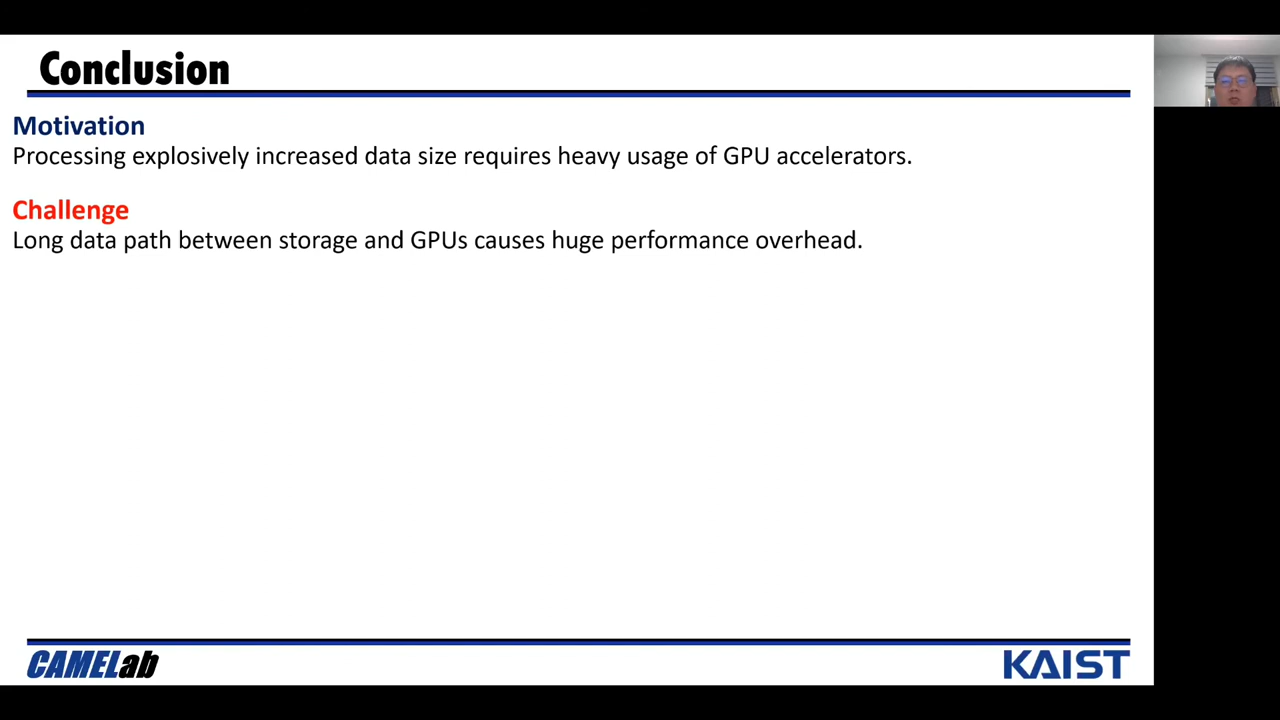 Conclusion
Motivation
Processing explosively increased data size requires heavy usage of GPU accelerators.
Challenge
Long data path between storage and GPUs causes huge performance overhead.
CAMELab
KAIST